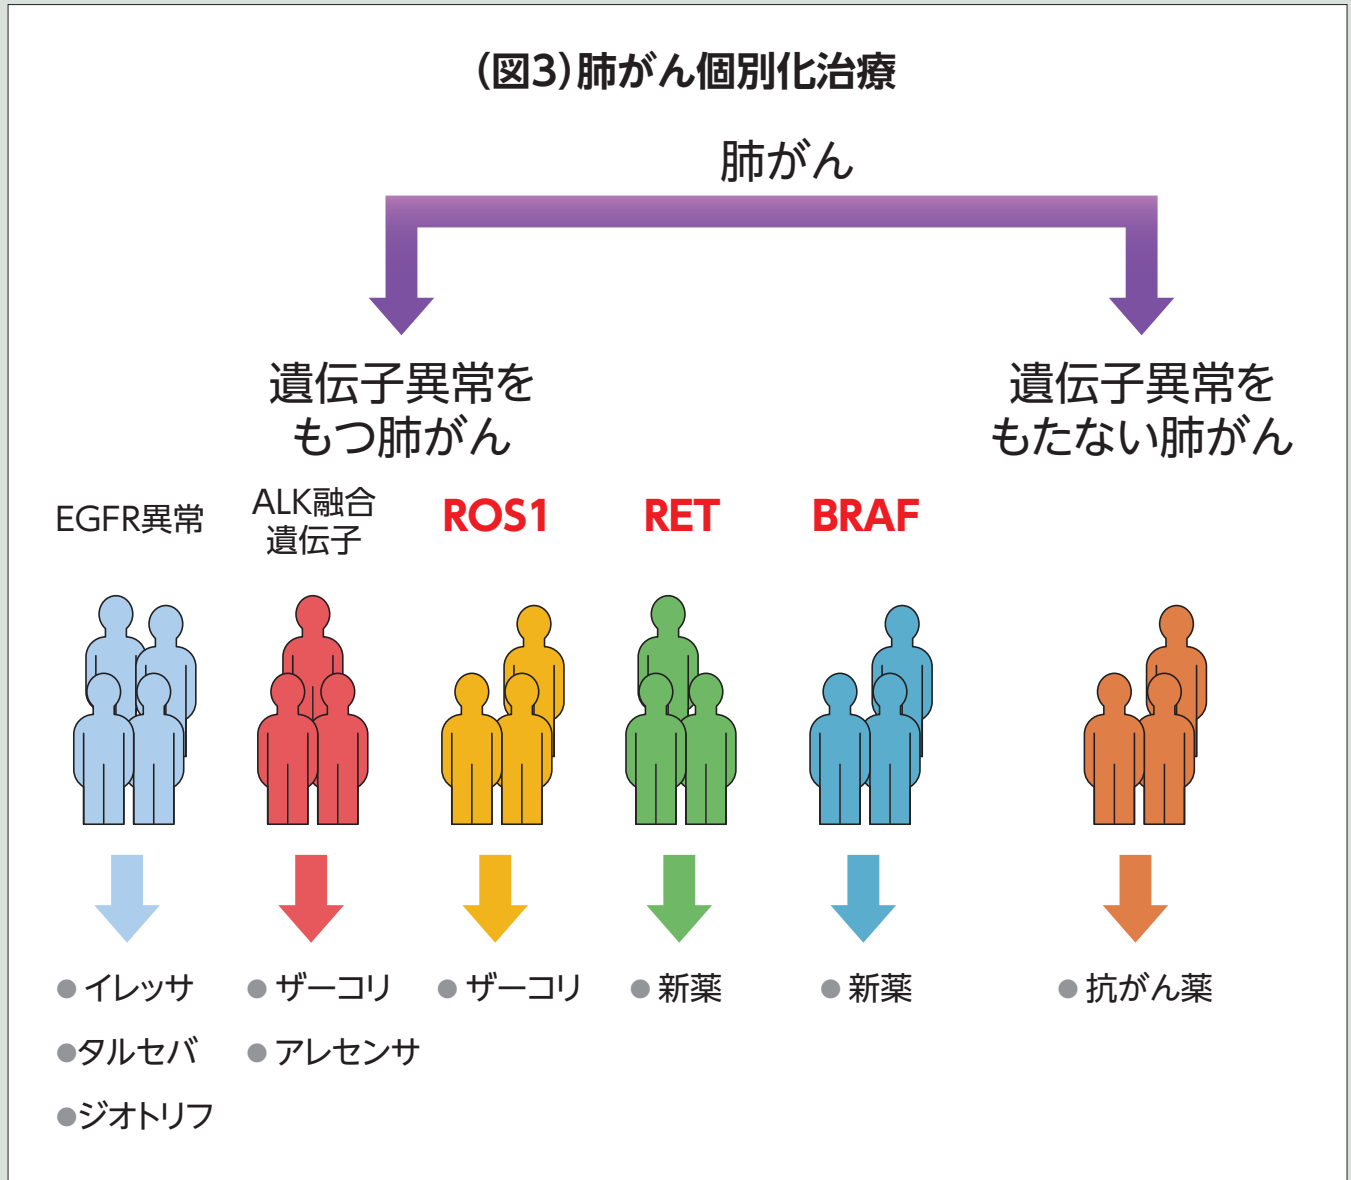 (図3)肺がん個別化治療
肺がん
遺伝子異常を
もつ肺がん
遺伝子異常を
もたない肺がん
EGFR異常
ALK融合
遺伝子
ROS1
RET
BRAF
● イレッサ
●タルセバ
●ジオトリフ
● ザーコリ
● アレセンサ
● ザーコリ
● 新薬
● 新薬
● 抗がん薬